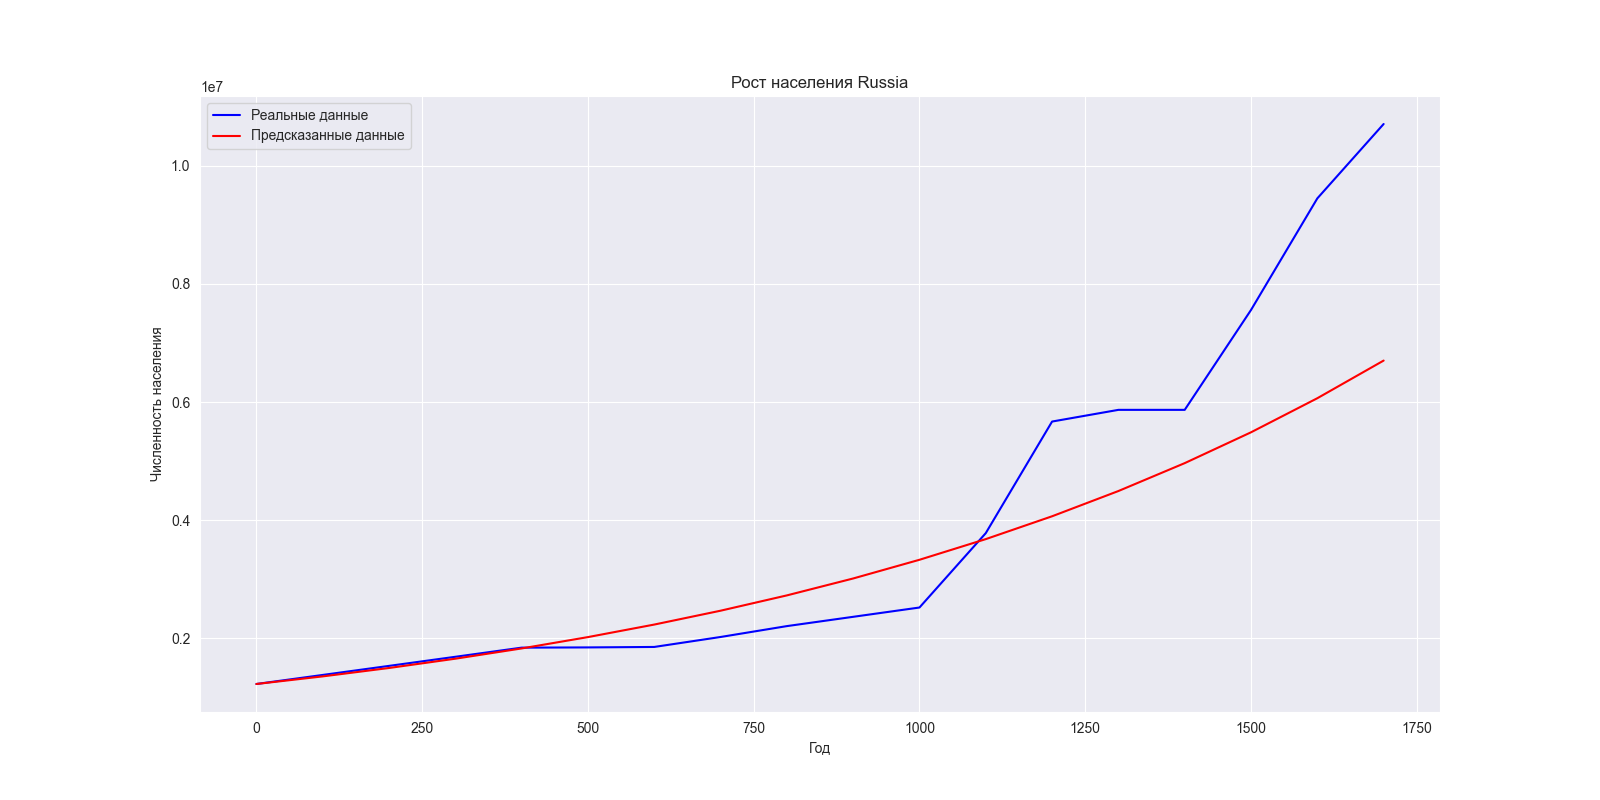 Рост населения Russia
1e7
Реальные данные
Предсказанные данные
1.0
0.8
0.6
0.4
0.2
Численность населения
0 250 500 750 1000 1250 1500 1750
Год